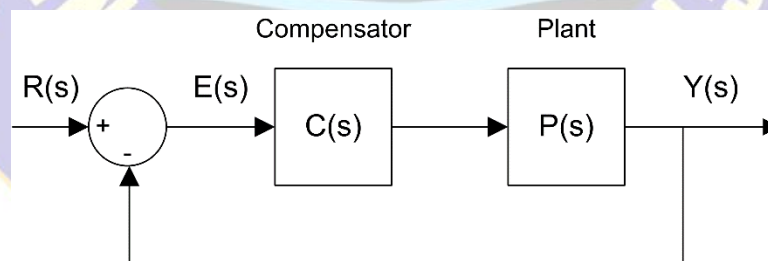 Compensator Plant
R(s) E(s) Y(s)
+ C(s) P(s)
-